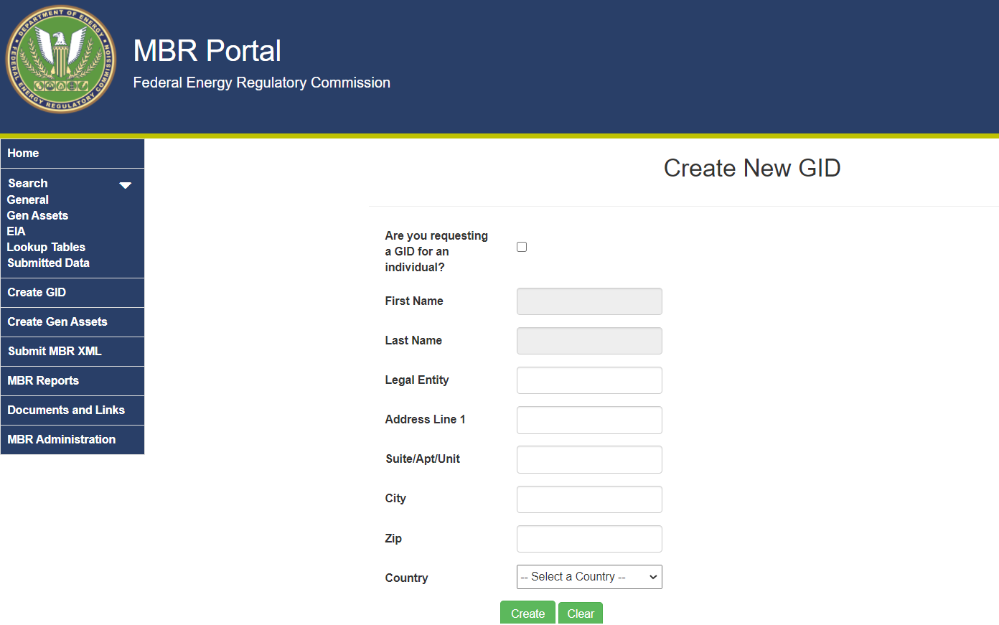 DEPARTMENT OF ENERGY
FEDERAL ENERGY REGULATORY COMMISSION
MBR Portal
Federal Energy Regulatory Commission
Home
Search
General
Gen Assets
EIA
Lookup Tables
Submitted Data
Create GID
Create Gen Assets
Submit MBR XML
MBR Reports
Documents and Links
MBR Administration
Create New GID
Are you requesting
a GID for an
individual?
First Name
Last Name
Legal Entity
Address Line 1
Suite/Apt/Unit
City
Zip
Country
-- Select a Country --
Create
Clear